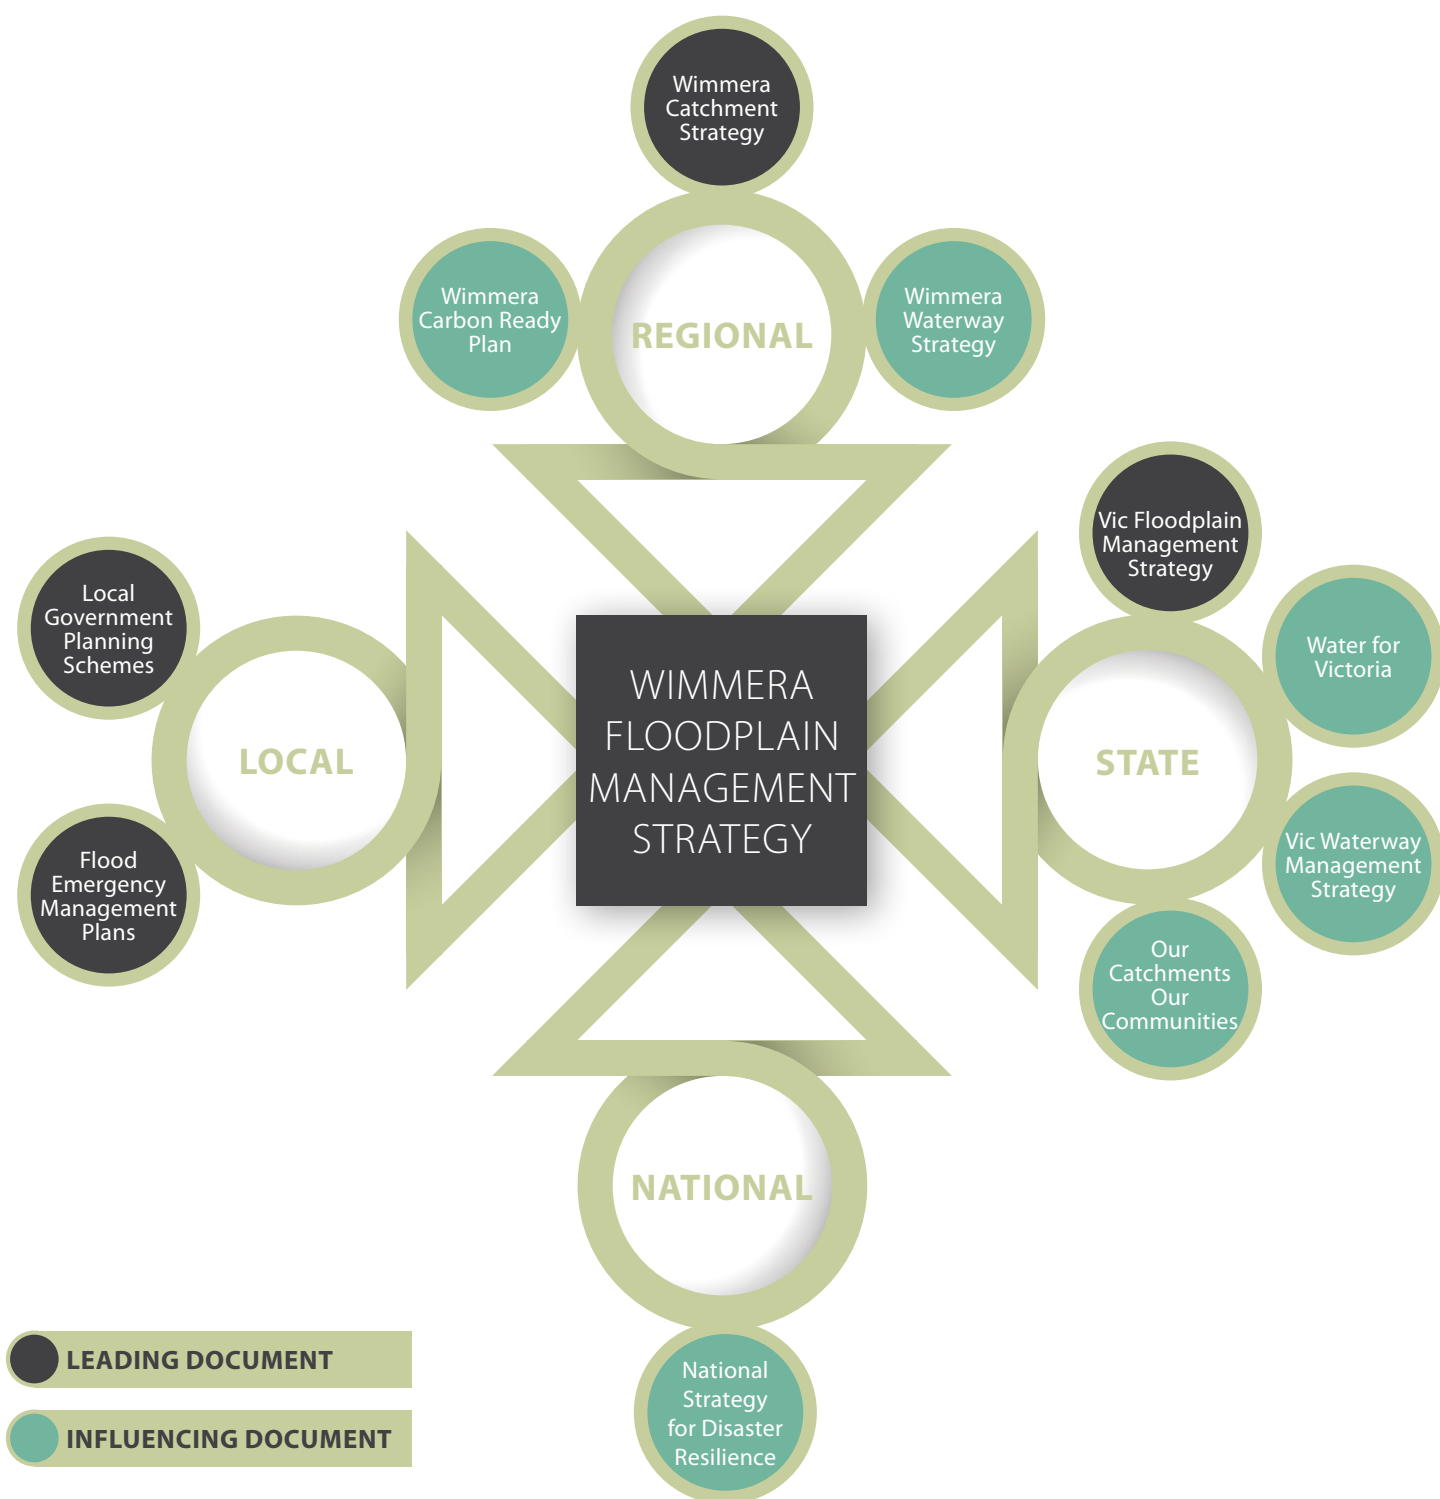 Wimmera
Catchment
Strategy
Wimmera
Carbon Ready
Plan
REGIONAL
Wimmera
Waterway
Strategy
Vic Floodplain
Management
Strategy
Water for
Victoria
STATE
Vic Waterway
Management
Strategy
Our
Catchments
Our
Communities
Local
Government
Planning
Schemes
LOCAL
Flood
Emergency
Management
Plans
WIMMERA
FLOODPLAIN
MANAGEMENT
STRATEGY
NATIONAL
National
Strategy
for Disaster
Resilience
LEADING DOCUMENT
INFLUENCING DOCUMENT